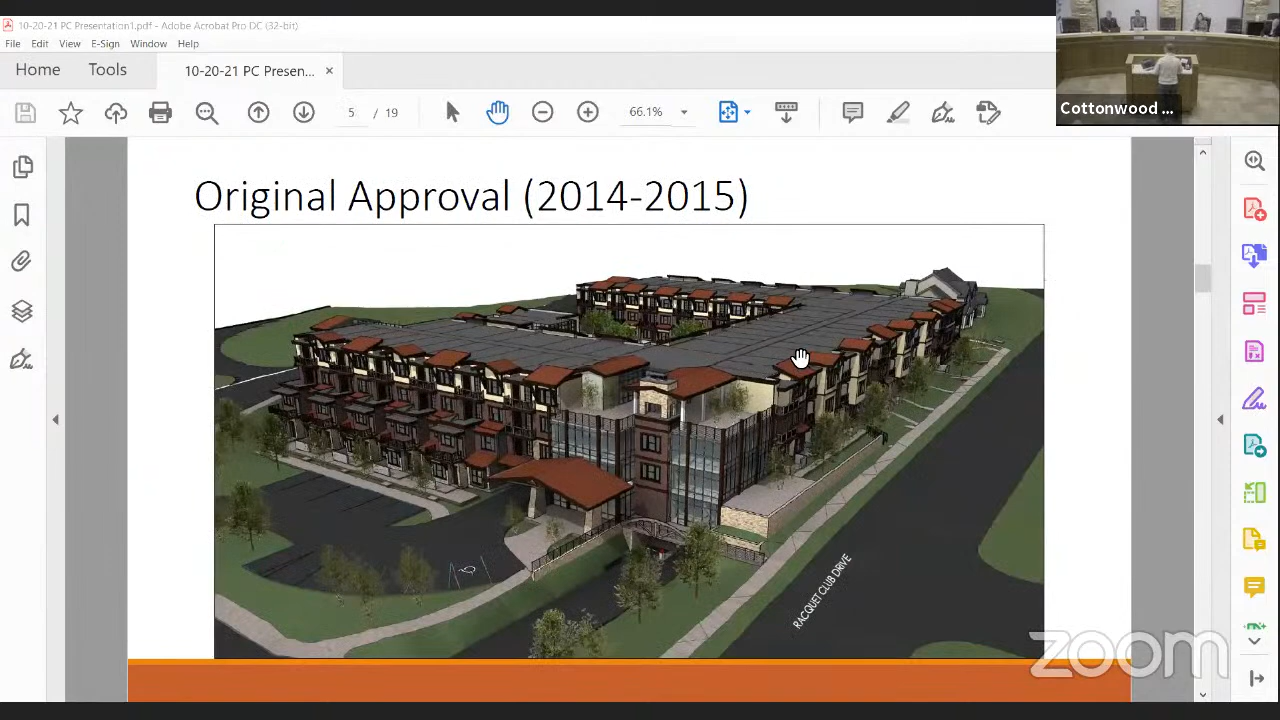 10-20-21 PC Presentation1.pdf - Adobe Acrobat Pro DC (32-bit)
File Edit View E-Sign Window Help
Home Tools 10-20-21 PC Presen... ×
5 / 19 66.1%
Cottonwood ...
Original Approval (2014-2015)
RACQUET CLUB DRIVE
zoom